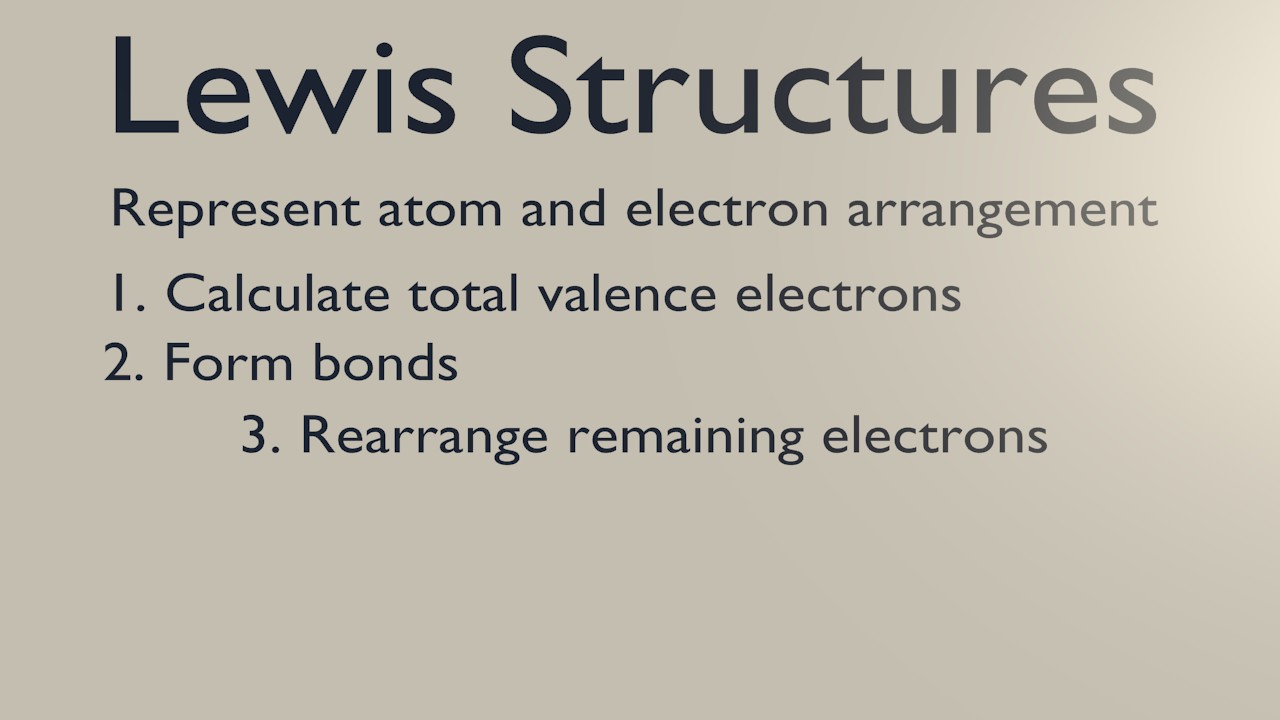 Lewis Structures
Represent atom and electron arrangement
1. Calculate total valence electrons
2. Form bonds
3. Rearrange remaining electrons